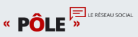 « PÔLE » LE RÉSEAU SOCIAL